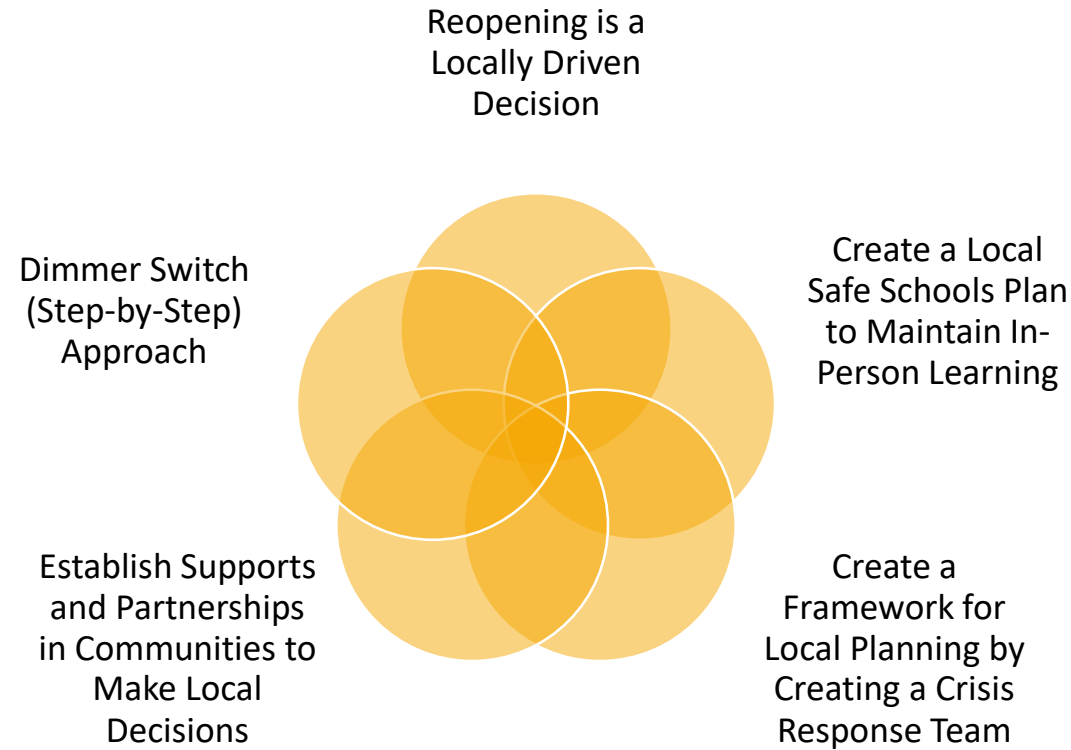 Reopening is a
Locally Driven
Decision
Create a Local
Safe Schools Plan
to Maintain In-
Person Learning
Create a
Framework for
Local Planning by
Creating a Crisis
Response Team
Establish Supports
and Partnerships
in Communities to
Make Local
Decisions
Dimmer Switch
(Step-by-Step)
Approach